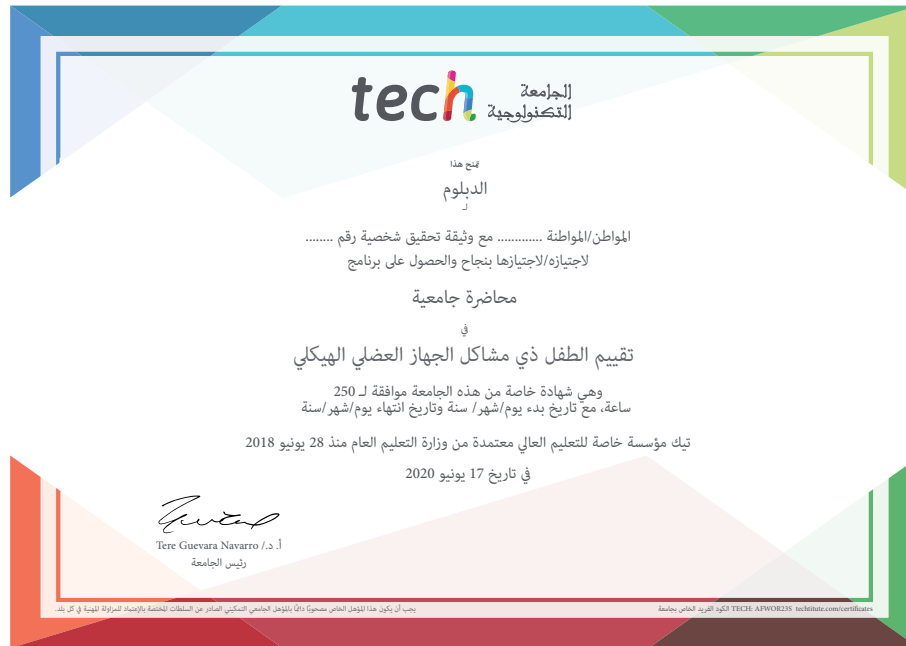 tech الجامعة
التكنولوجية
تمنح هذا
الدبلوم
لـ
المواطن/المواطنة ............. مع وثيقة تحقيق شخصية رقم ........
لاجتيازه/لاجتيازها بنجاح والحصول على برنامج
محاضرة جامعية
في
تقييم الطفل ذي مشاكل الجهاز العضلي الهيكلي
وهي شهادة خاصة من هذه الجامعة موافقة لـ 250
ساعة، مع تاريخ بدء يوم/شهر/ سنة وتاريخ انتهاء يوم/شهر/سنة
تيك مؤسسة خاصة للتعليم العالي معتمدة من وزارة التعليم العام منذ 28 يونيو 2018
في تاريخ 17 يونيو 2020
أ. د./ Tere Guevara Navarro
رئيس الجامعة
يجب أن يكون هذا المؤهل الخاص مصحوبًا دائمًا بالمؤهل الجامعي التمكيني الصادر عن السلطات المختصة بالإعتماد للمزاولة المهنية في كل بلد.
الكود الفريد الخاص بجامعة TECH: AFWOR23S techtitute.com/certificates